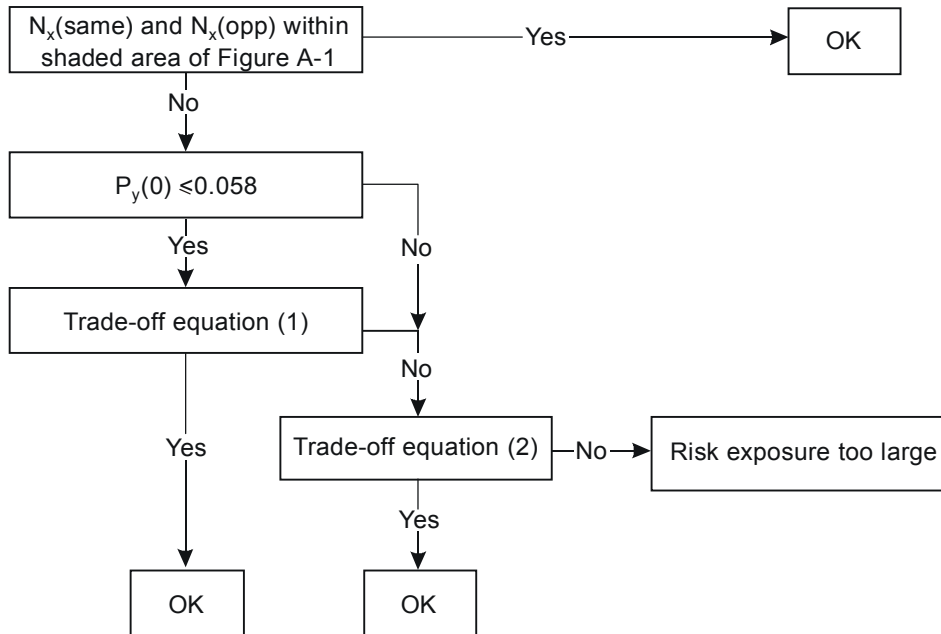 Nₓ(same) and Nₓ(opp) within
shaded area of Figure A-1
Yes
OK
No
P_y(0) ⩽0.058
No
Yes
Trade-off equation (1)
No
Trade-off equation (2)
No
Risk exposure too large
Yes
Yes
OK
OK